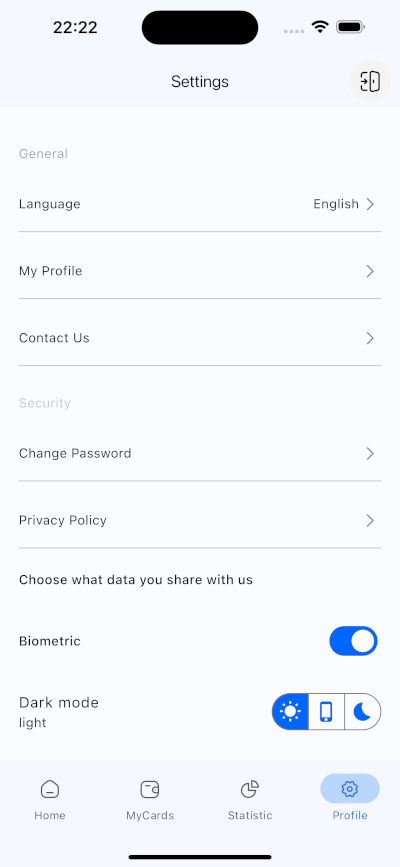 22:22
Settings
General
Language English
My Profile
Contact Us
Security
Change Password
Privacy Policy
Choose what data you share with us
Biometric
Dark mode
light
Home MyCards Statistic Profile